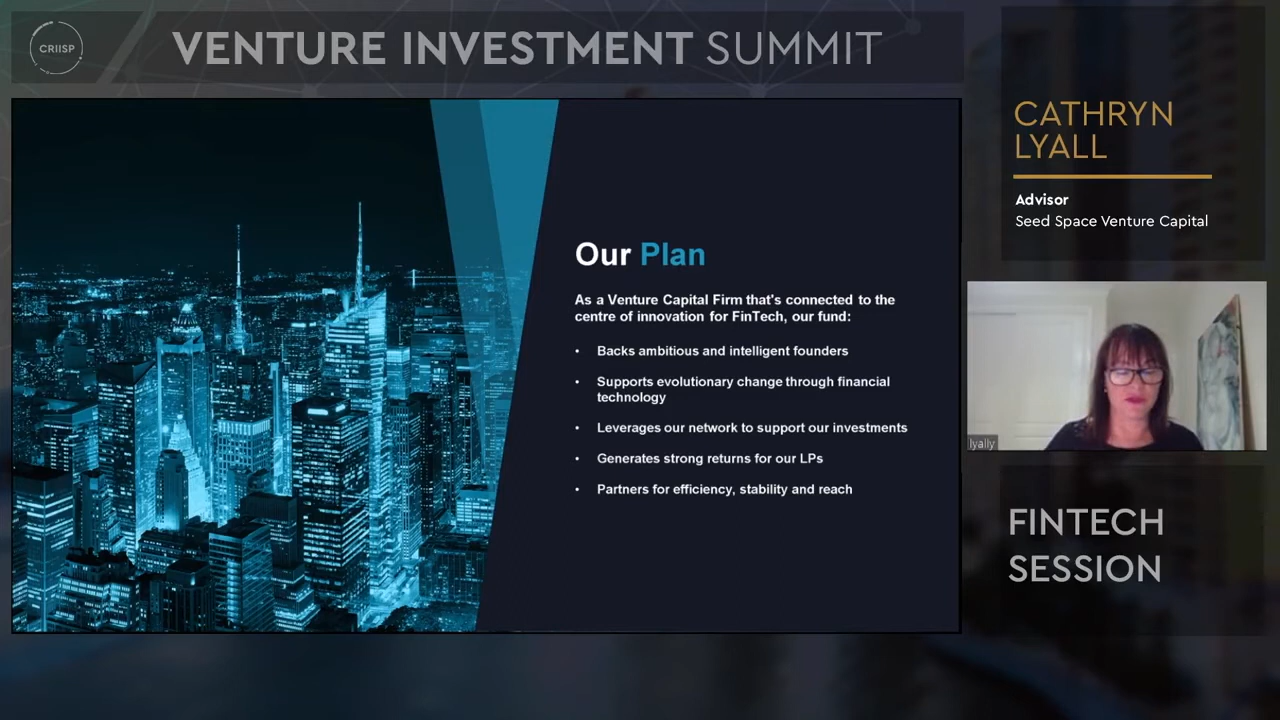 CRIISP
VENTURE INVESTMENT SUMMIT
CATHRYN
LYALL
Advisor
Seed Space Venture Capital
Our Plan
As a Venture Capital Firm that's connected to the
centre of innovation for FinTech, our fund:
• Backs ambitious and intelligent founders
• Supports evolutionary change through financial
technology
• Leverages our network to support our investments
• Generates strong returns for our LPs
• Partners for efficiency, stability and reach
lyally
FINTECH
SESSION